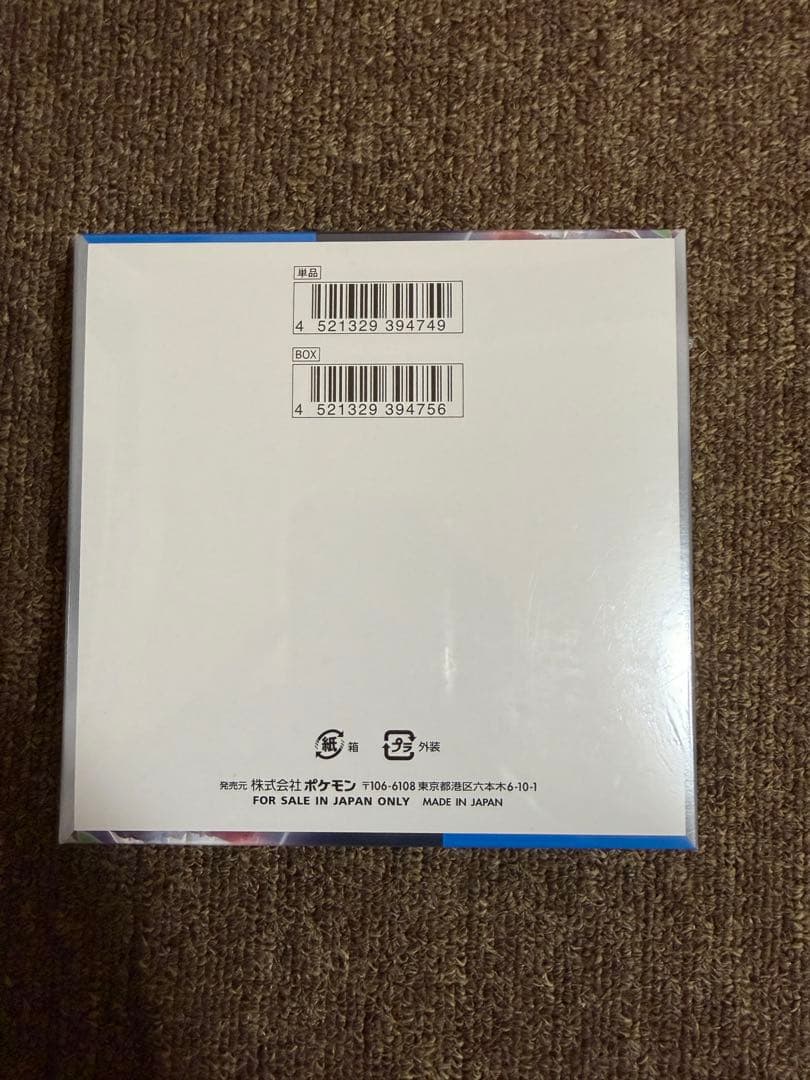 単品
4 521329 394749
BOX
4 521329 394756
紙 箱 プラ 外装
発売元 株式会社 ポケモン 〒106-6108 東京都港区六本木6-10-1
FOR SALE IN JAPAN ONLY MADE IN JAPAN